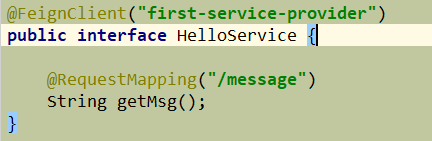 @FeignClient("first-service-provider")
public interface HelloService {
@RequestMapping("/message")
String getMsg();
}